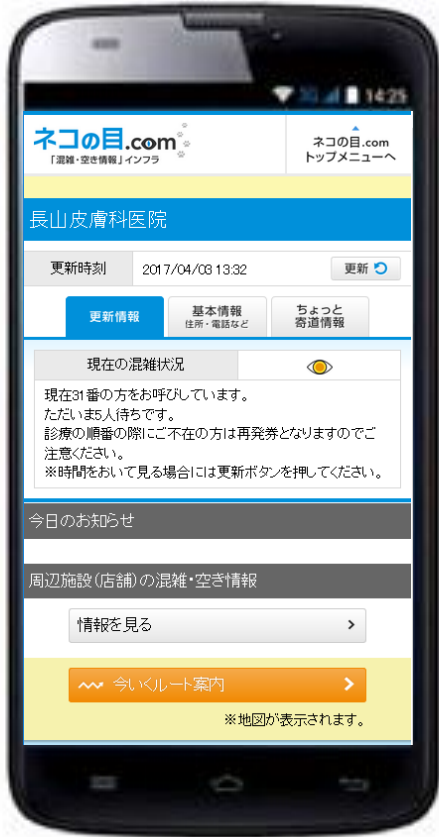 3G 14:25
ネコの目.com
「混雑・空き情報」インフラ
ネコの目.com
トップメニューへ
長山皮膚科医院
更新時刻 2017/04/03 13:32 更新
更新情報
基本情報
住所・電話など
ちょっと
寄道情報
現在の混雑状況
現在31番の方をお呼びしています。
ただいま5人待ちです。
診療の順番の際にご不在の方は再発券となりますのでご
注意ください。
※時間をおいて見る場合には更新ボタンを押してください。
今日のお知らせ
周辺施設(店舗)の混雑・空き情報
情報を見る
今いくルート案内
※地図が表示されます。